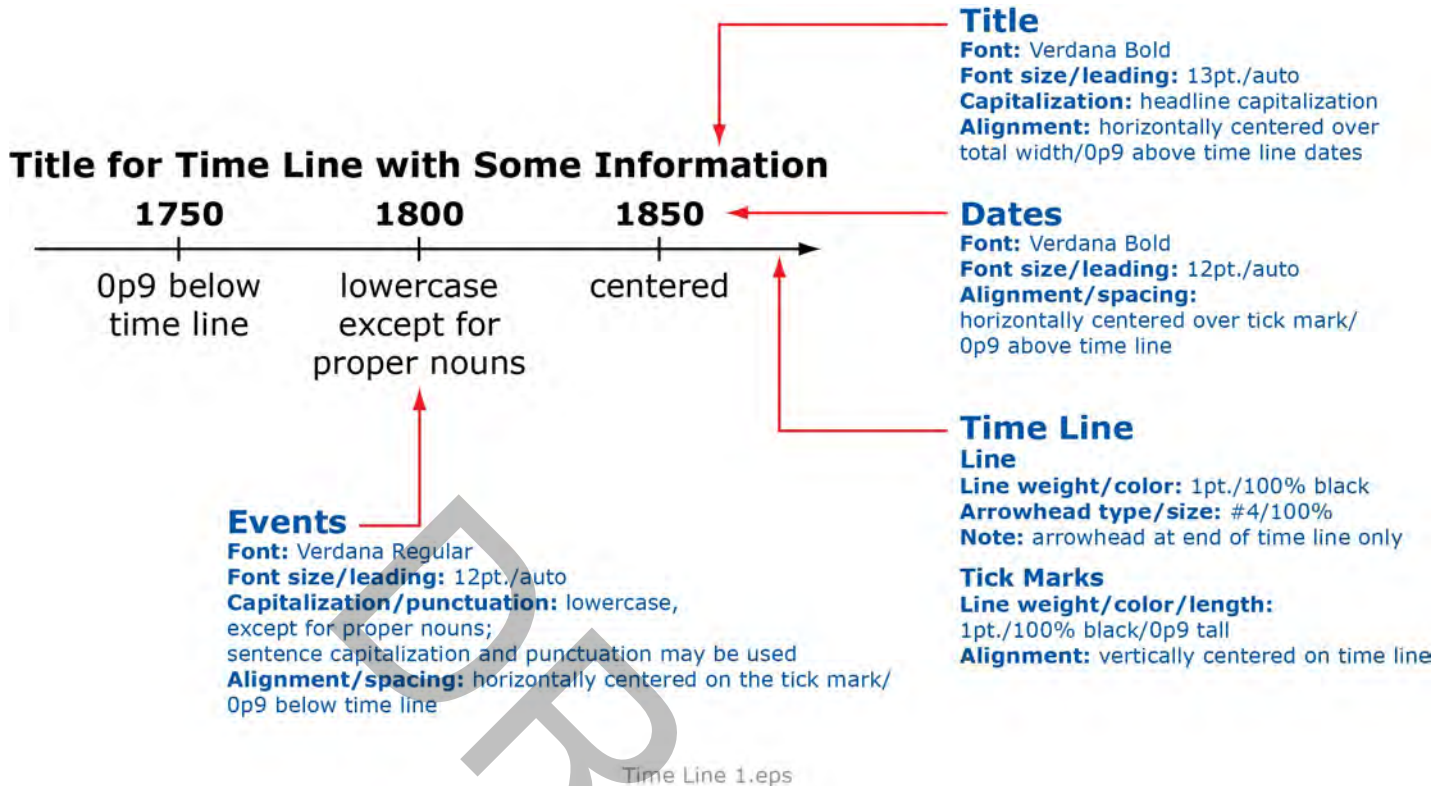 Title for Time Line with Some Information
1750 1800 1850
0p9 below
time line
lowercase
except for
proper nouns
centered
Title
Font: Verdana Bold
Font size/leading: 13pt./auto
Capitalization: headline capitalization
Alignment: horizontally centered over
total width/0p9 above time line dates
Dates
Font: Verdana Bold
Font size/leading: 12pt./auto
Alignment/spacing:
horizontally centered over tick mark/
0p9 above time line
Time Line
Line
Line weight/color: 1pt./100% black
Arrowhead type/size: #4/100%
Note: arrowhead at end of time line only
Tick Marks
Line weight/color/length:
1pt./100% black/0p9 tall
Alignment: vertically centered on time line
Events
Font: Verdana Regular
Font size/leading: 12pt./auto
Capitalization/punctuation: lowercase,
except for proper nouns;
sentence capitalization and punctuation may be used
Alignment/spacing: horizontally centered on the tick mark/
0p9 below time line
DR
Time Line 1.eps